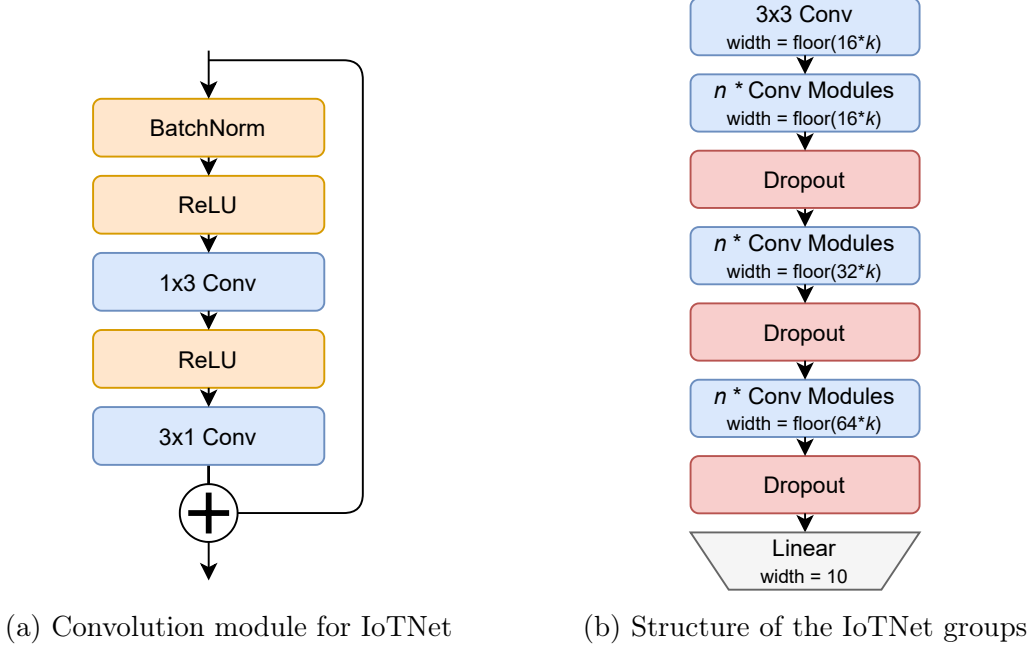 BatchNorm
ReLU
1x3 Conv
ReLU
3x1 Conv
(a) Convolution module for IoTNet
3x3 Conv
width = floor(16*k)
n * Conv Modules
width = floor(16*k)
Dropout
n * Conv Modules
width = floor(32*k)
Dropout
n * Conv Modules
width = floor(64*k)
Dropout
Linear
width = 10
(b) Structure of the IoTNet groups